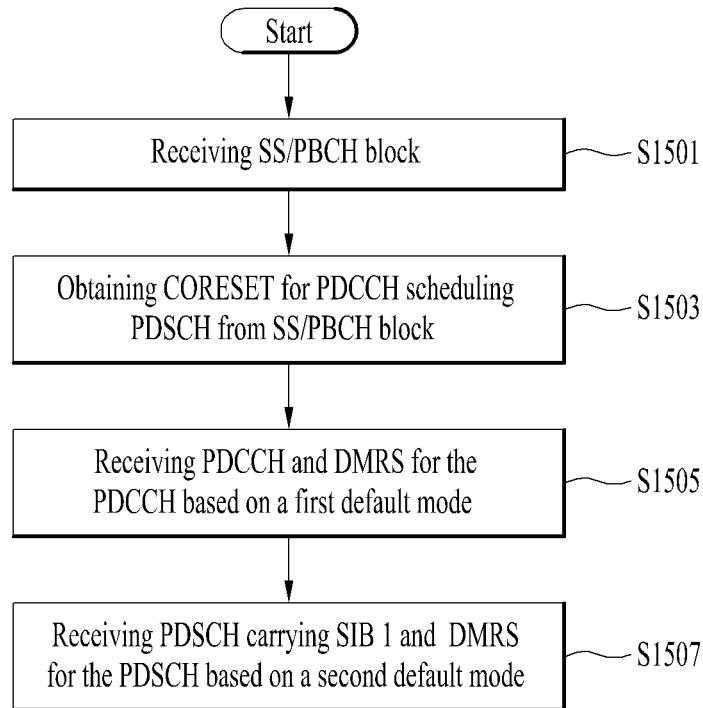 Start
Receiving SS/PBCH block
S1501
Obtaining CORESET for PDCCH scheduling
PDSCH from SS/PBCH block
S1503
Receiving PDCCH and DMRS for the
PDCCH based on a first default mode
S1505
Receiving PDSCH carrying SIB 1 and DMRS
for the PDSCH based on a second default mode
S1507